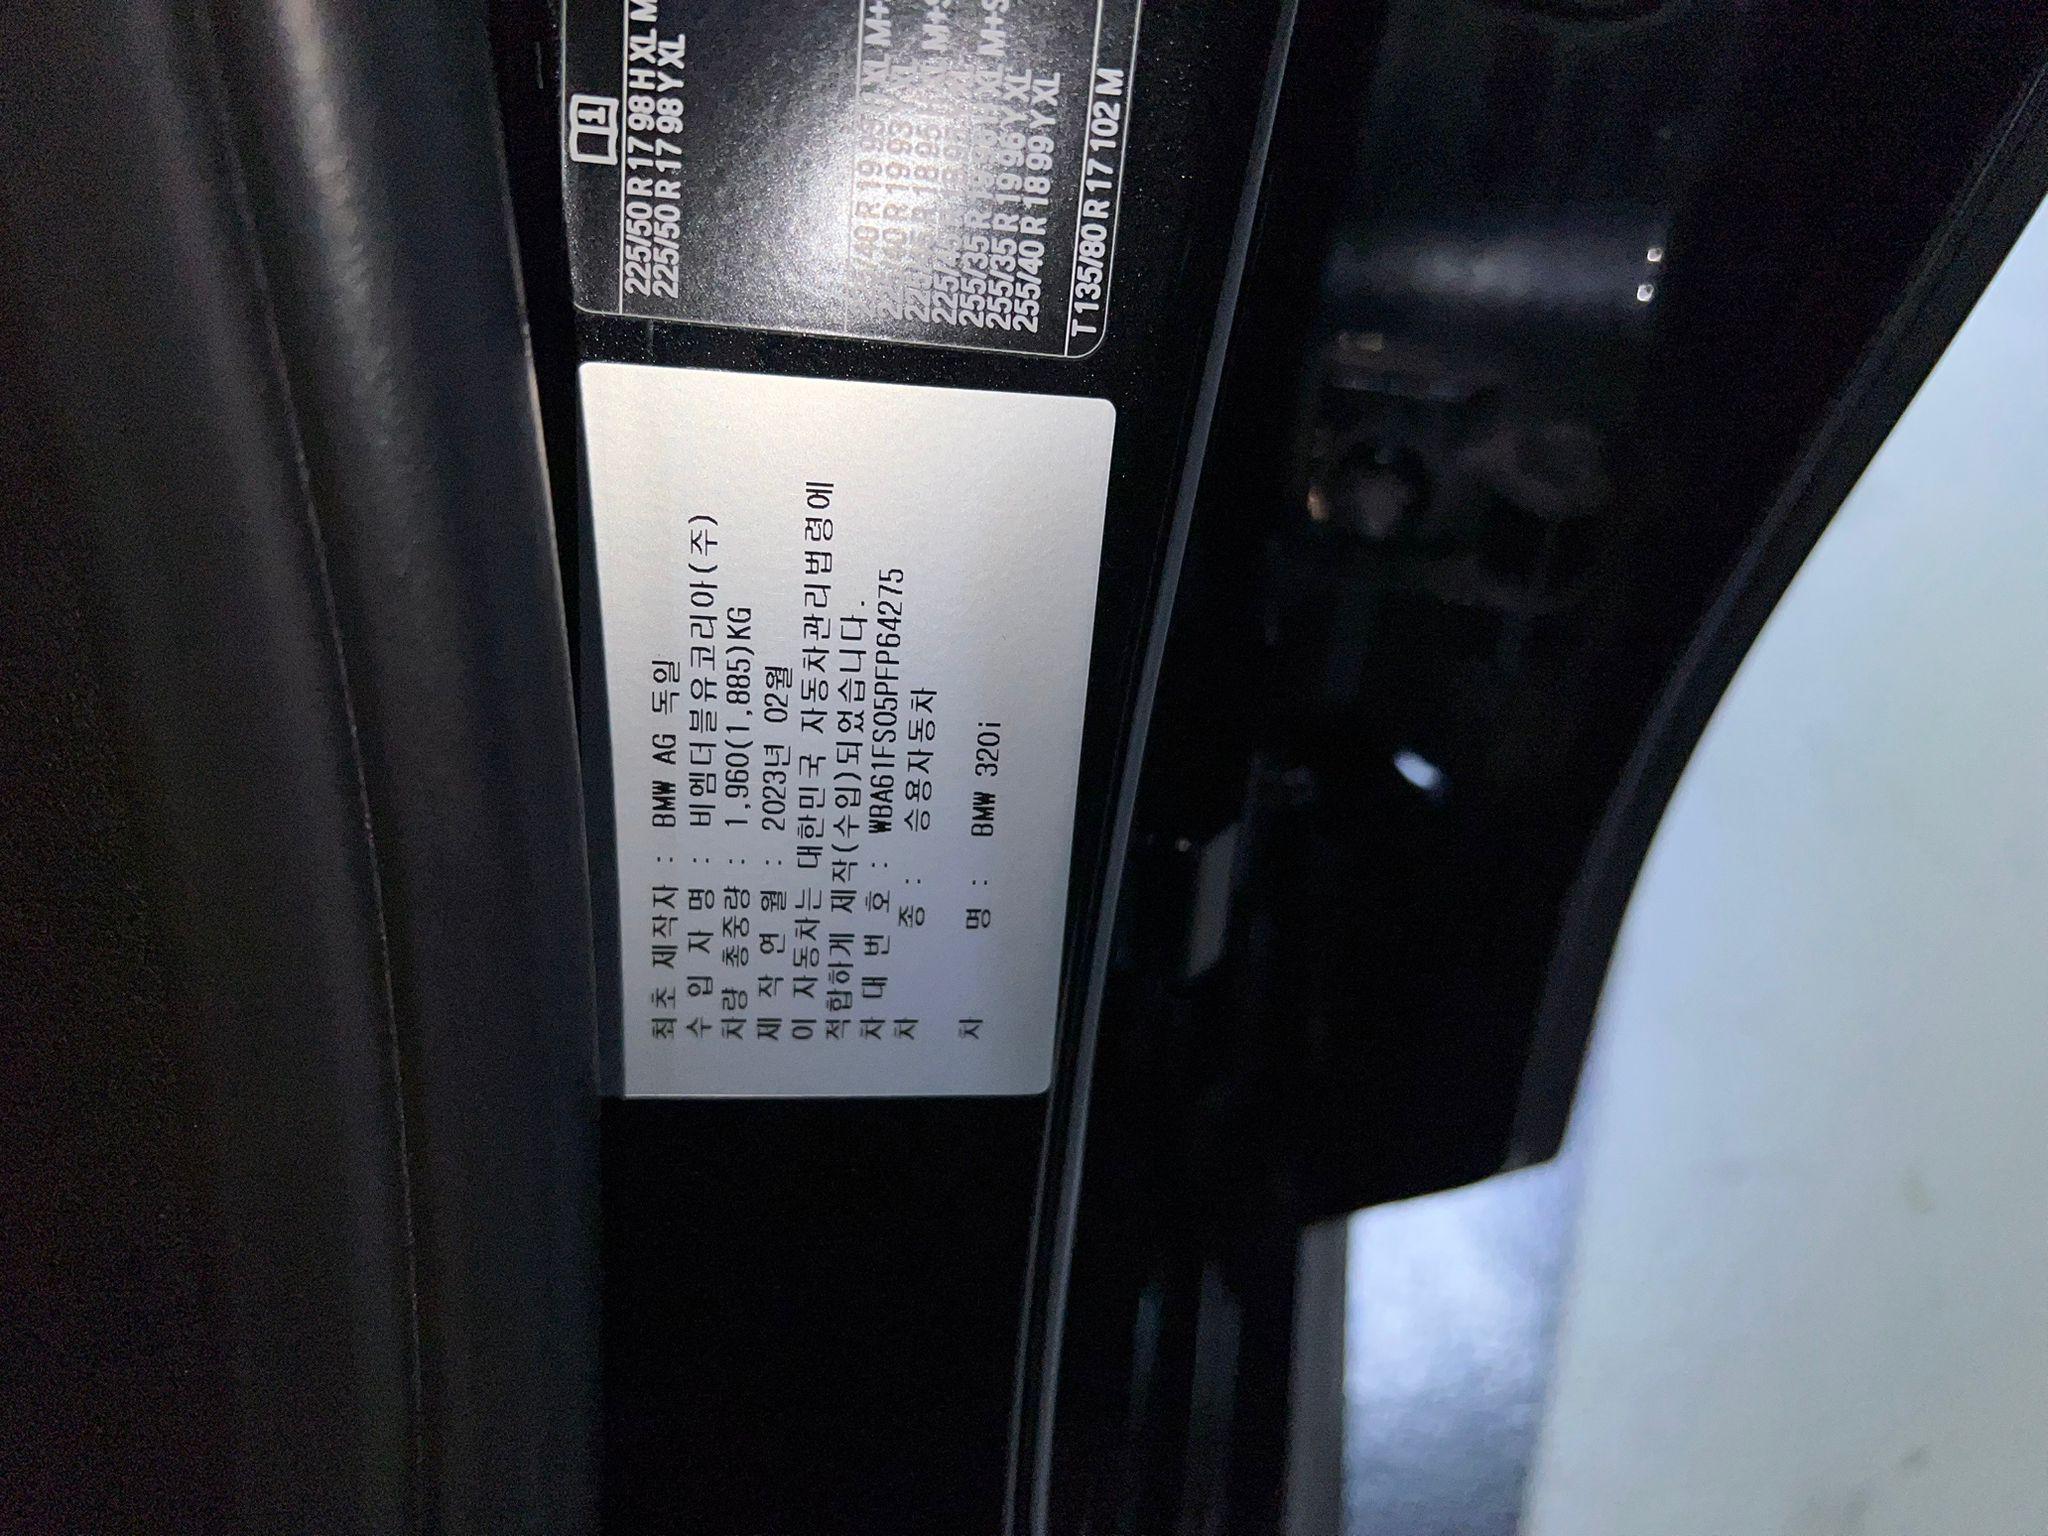 225/50 R 17 98 H XL M
225/50 R 17 98 Y XL
255/35 R 19 96 Y XL
255/40 R 18 99 Y XL
T 135/80 R 17 102 M
최초 제작자 : BMW AG 독일
수 입 자 명 : 비엠더블유코리아(주)
차량 총중량 : 1,960(1,885)KG
제 작 연 월 : 2023년 02월
이 자동차는 대한민국 자동차관리법령에
적합하게 제작(수입)되었습니다.
차 대 번 호 : WBA61FS05PFP64275
차 종 : 승용자동차
차 명 : BMW 320i